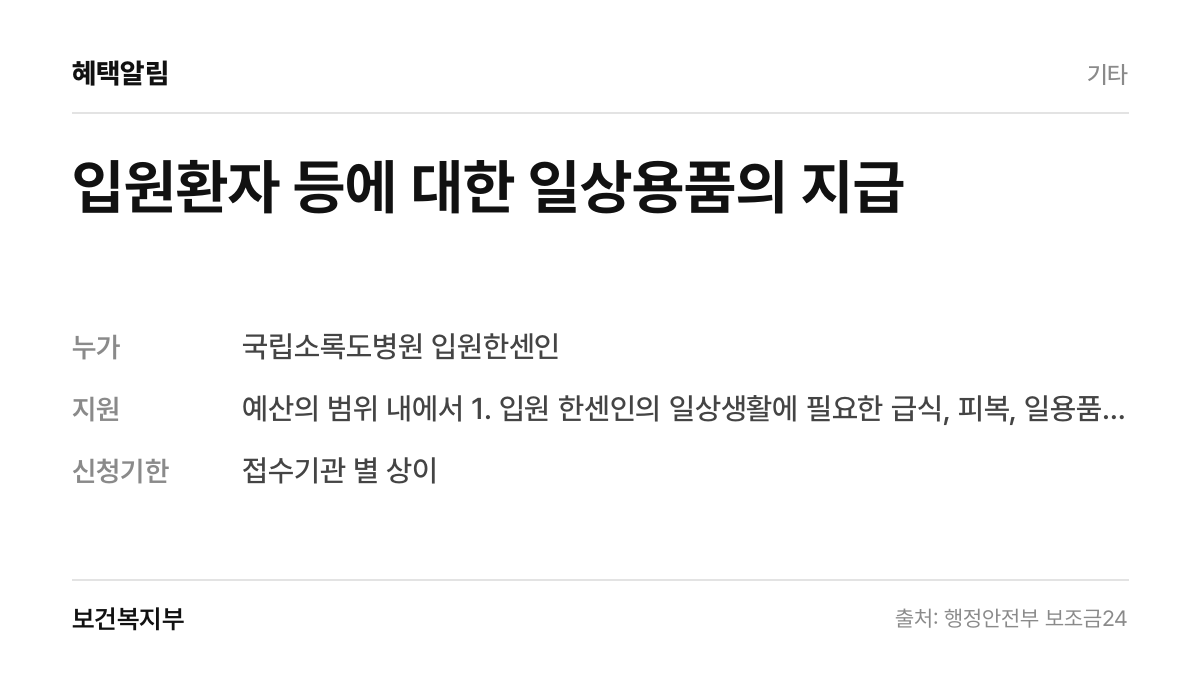 혜택알림
기타
입원환자 등에 대한 일상용품의 지급
누가
국립소록도병원 입원한센인
지원
예산의 범위 내에서 1. 입원 한센인의 일상생활에 필요한 급식, 피복, 일용품...
신청기한
접수기관 별 상이
보건복지부
출처: 행정안전부 보조금24